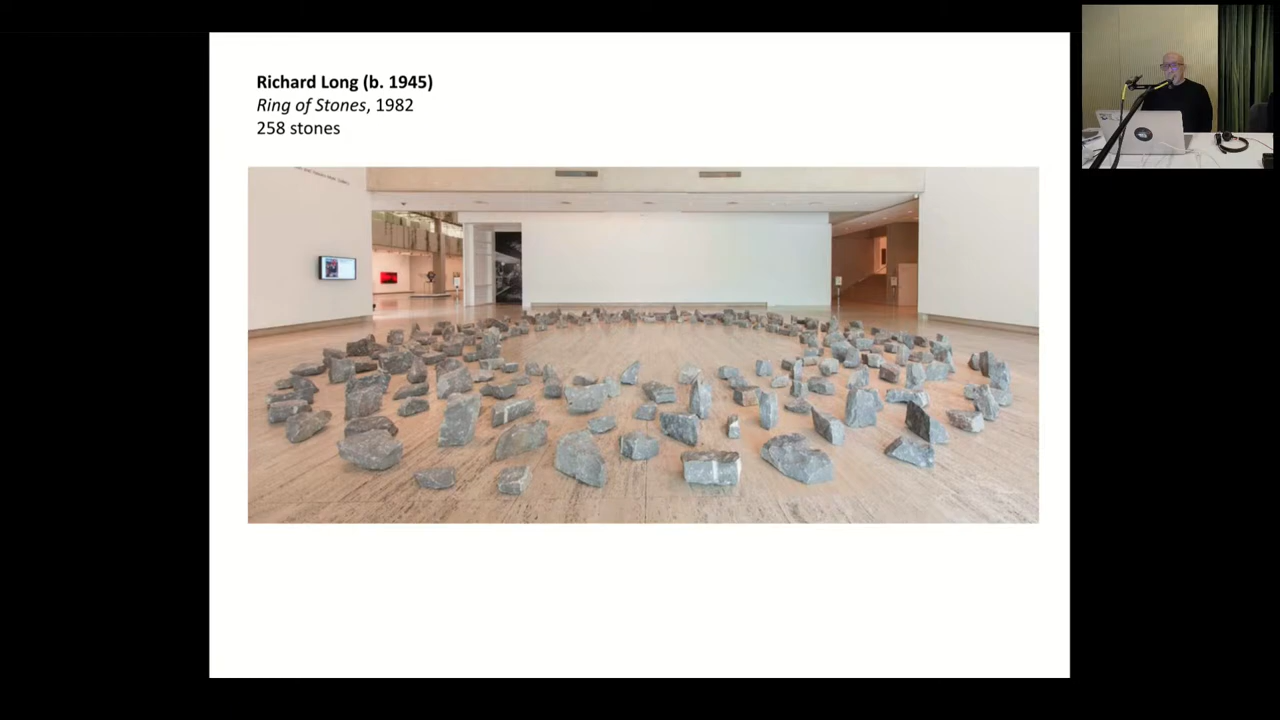 Richard Long (b. 1945)
Ring of Stones, 1982
258 stones